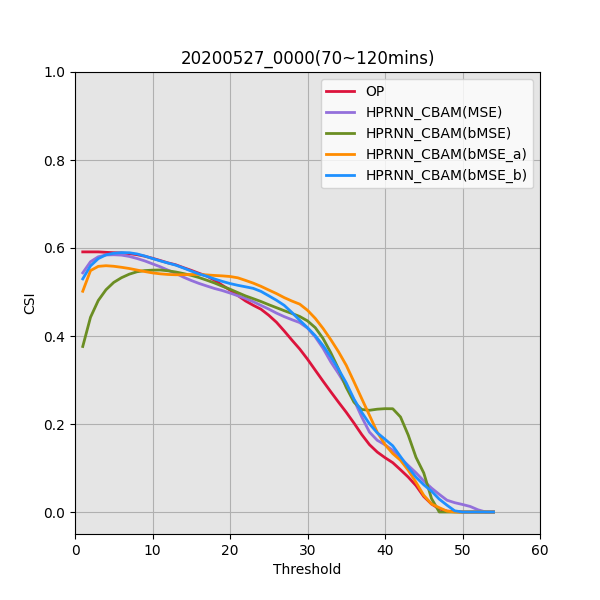 20200527_0000(70~120mins)
OP
HPRNN_CBAM(MSE)
HPRNN_CBAM(bMSE)
HPRNN_CBAM(bMSE_a)
HPRNN_CBAM(bMSE_b)
1.0
0.8
0.6
0.4
0.2
0.0
CSI
0 10 20 30 40 50 60
Threshold